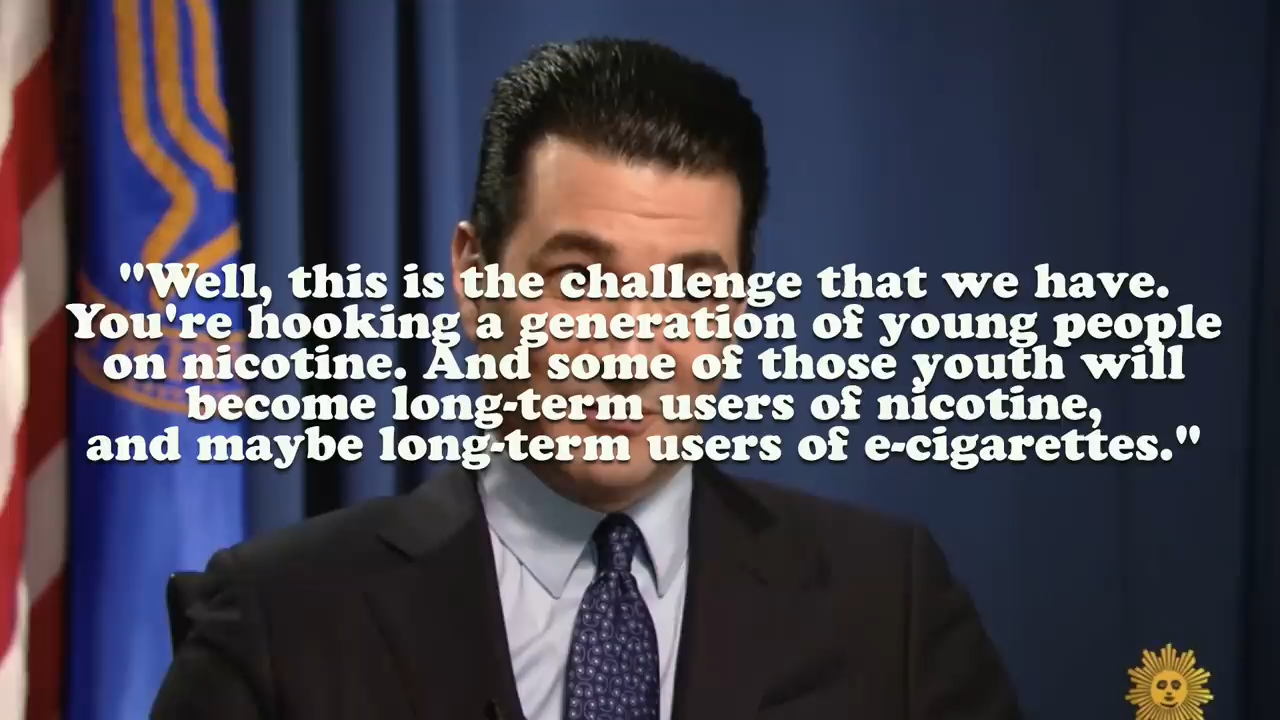 "Well, this is the challenge that we have.
You're hooking a generation of young people
on nicotine. And some of those youth will
become long-term users of nicotine,
and maybe long-term users of e-cigarettes."